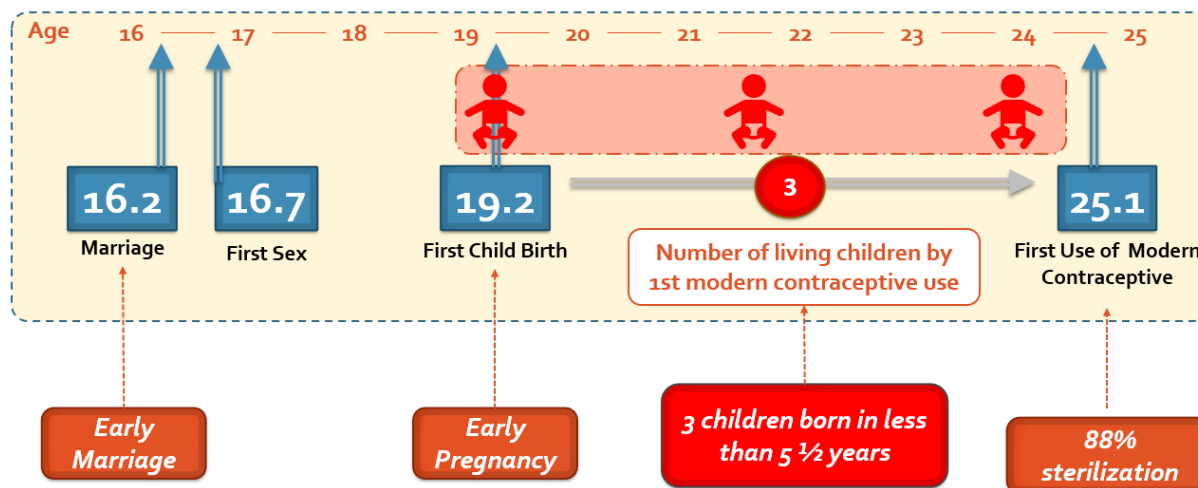 Age 16 17 18 19 20 21 22 23 24 25
16.2 16.7 19.2 3 25.1
Marriage
First Sex
First Child Birth
Number of living children by
1st modern contraceptive use
First Use of Modern
Contraceptive
Early
Marriage
Early
Pregnancy
3 children born in less
than 5 ½ years
88%
sterilization